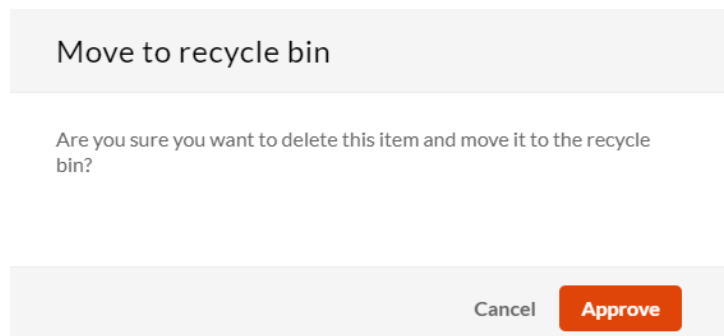 Move to recycle bin
Are you sure you want to delete this item and move it to the recycle
bin?
Cancel Approve